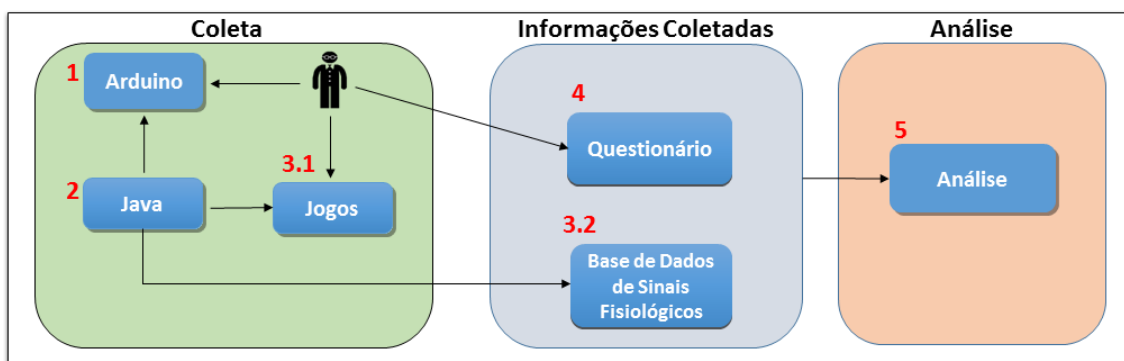 Coleta
Informações Coletadas
Análise
1
Arduino
4
Questionário
5
Análise
3.1
2
Java
Jogos
3.2
Base de Dados
de Sinais
Fisiológicos